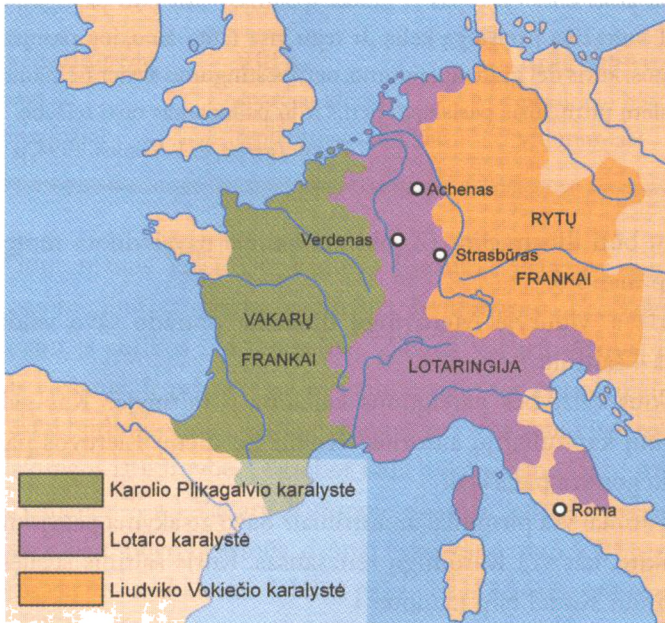 Achenas
RYTŲ
Verdenas
Strasbūras
FRANKAI
VAKARŲ
FRANKAI
LOTARINGIJA
Karolio Plikagalvio karalystė
Lotaro karalystė
Roma
Liudviko Vokiečio karalystė